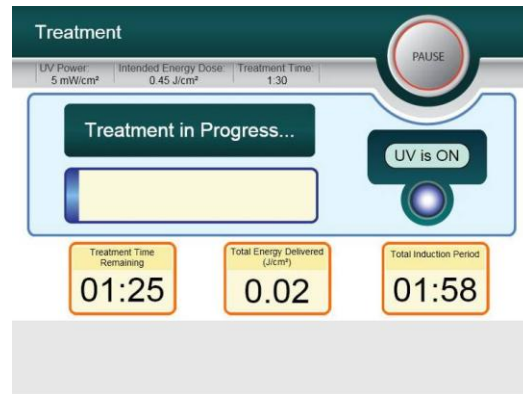 Treatment
PAUSE
UV Power: Intended Energy Dose: Treatment Time:
5 mW/cm² 0.45 J/cm² 1:30
Treatment in Progress...
UV is ON
Treatment Time
Remaining
01:25
Total Energy Delivered
(J/cm²)
0.02
Total Induction Period
01:58